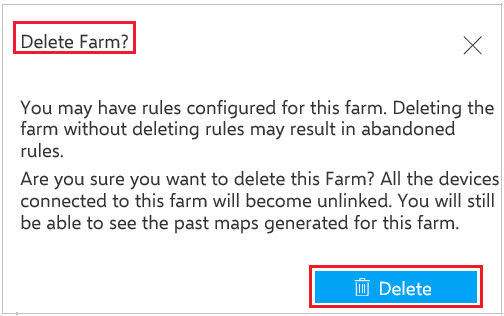 Delete Farm?
You may have rules configured for this farm. Deleting the
farm without deleting rules may result in abandoned
rules.
Are you sure you want to delete this Farm? All the devices
connected to this farm will become unlinked. You will still
be able to see the past maps generated for this farm.
Delete